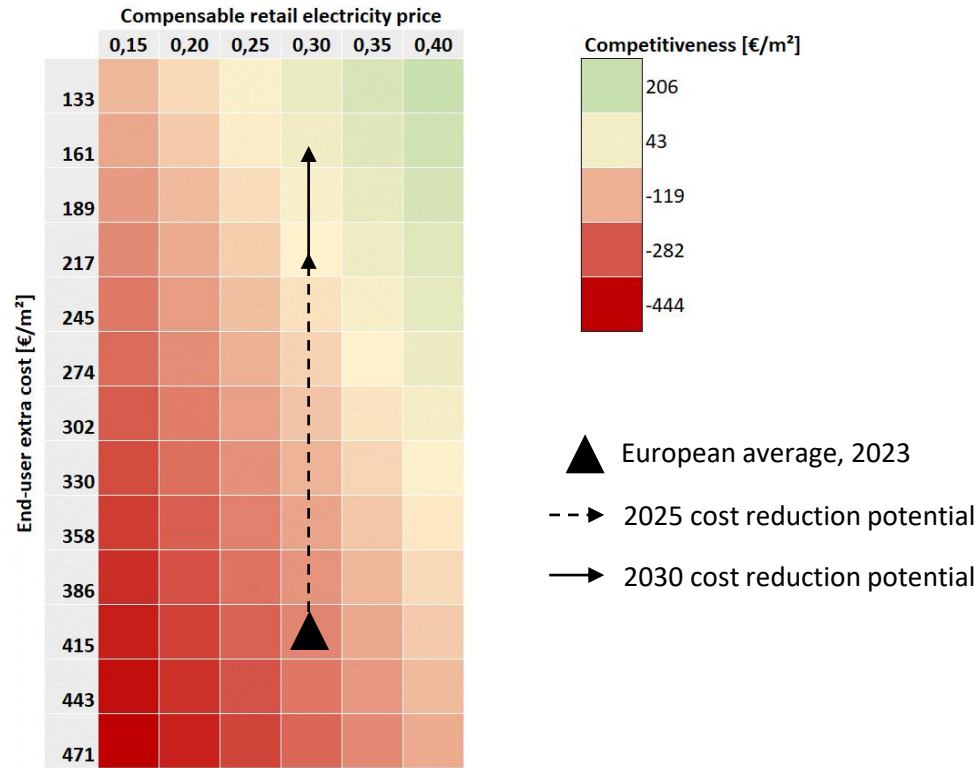 Compensable retail electricity price
0,15 0,20 0,25 0,30 0,35 0,40
End-user extra cost [€/m²]
133
161
189
217
245
274
302
330
358
386
415
443
471
Competitiveness [€/m²]
206
43
-119
-282
-444
European average, 2023
2025 cost reduction potential
2030 cost reduction potential